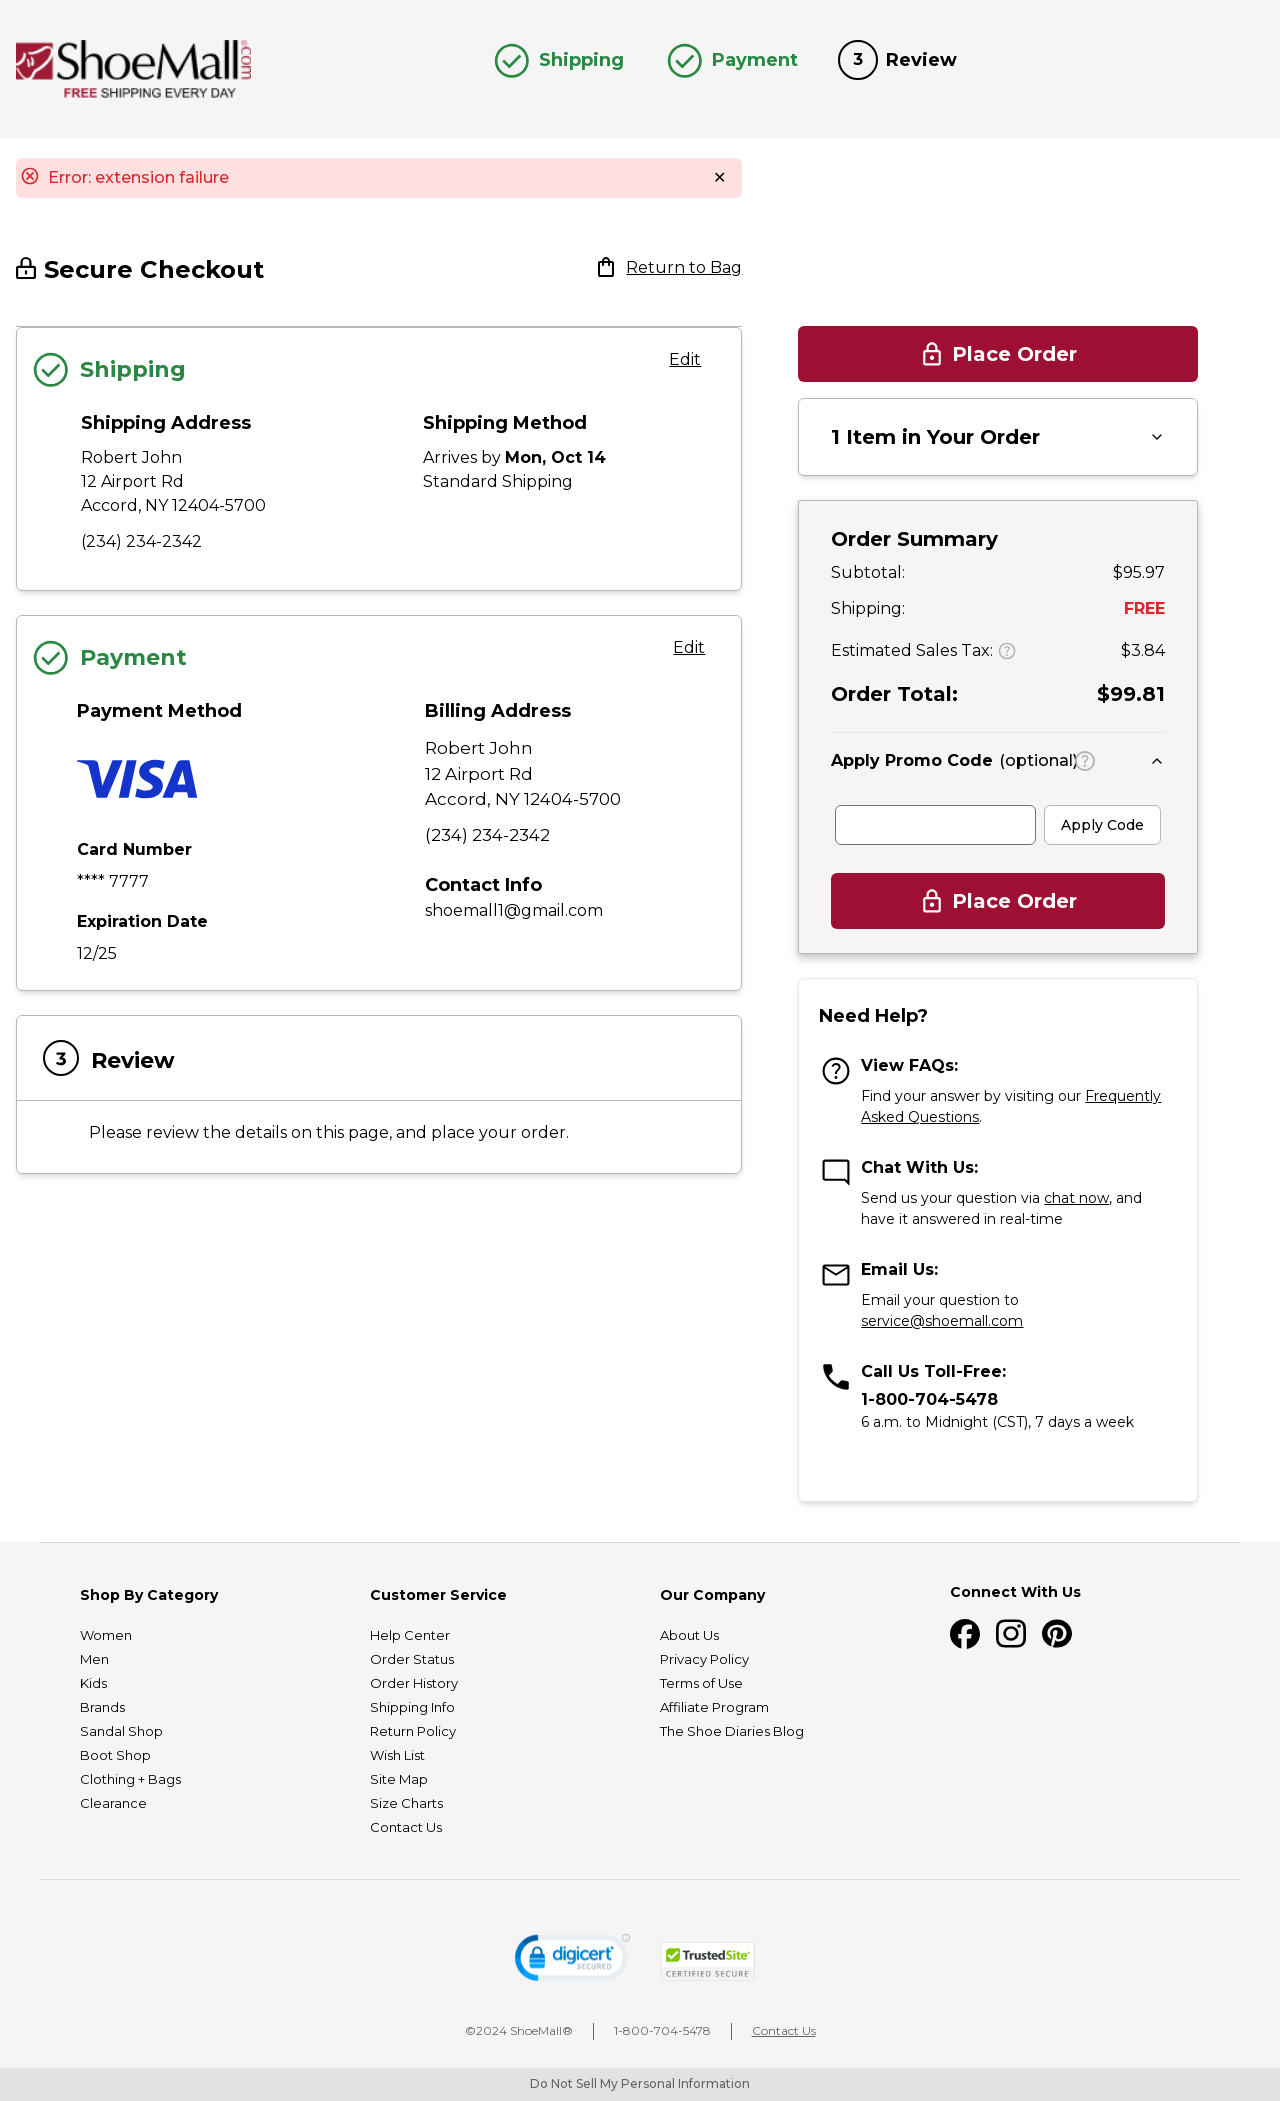 ShoeMall.com
FREE SHIPPING EVERY DAY
Shipping
Payment
3 Review
Error: extension failure
Secure Checkout
Return to Bag
Shipping
Edit
Shipping Address
Robert John
12 Airport Rd
Accord, NY 12404-5700
(234) 234-2342
Shipping Method
Arrives by Mon, Oct 14
Standard Shipping
Payment
Edit
Payment Method
VISA
Card Number
**** 7777
Expiration Date
12/25
Billing Address
Robert John
12 Airport Rd
Accord, NY 12404-5700
(234) 234-2342
Contact Info
shoemall1@gmail.com
3 Review
Please review the details on this page, and place your order.
Place Order
1 Item in Your Order
Order Summary
Subtotal: $95.97
Shipping: FREE
Estimated Sales Tax: $3.84
Order Total: $99.81
Apply Promo Code (optional)
Apply Code
Place Order
Need Help?
View FAQs:
Find your answer by visiting our Frequently
Asked Questions.
Chat With Us:
Send us your question via chat now, and
have it answered in real-time
Email Us:
Email your question to
service@shoemall.com
Call Us Toll-Free:
1-800-704-5478
6 a.m. to Midnight (CST), 7 days a week
Shop By Category
Women
Men
Kids
Brands
Sandal Shop
Boot Shop
Clothing + Bags
Clearance
Customer Service
Help Center
Order Status
Order History
Shipping Info
Return Policy
Wish List
Site Map
Size Charts
Contact Us
Our Company
About Us
Privacy Policy
Terms of Use
Affiliate Program
The Shoe Diaries Blog
Connect With Us
digicert
SECURED
TrustedSite
CERTIFIED SECURE
©2024 ShoeMall®
1-800-704-5478
Contact Us
Do Not Sell My Personal Information